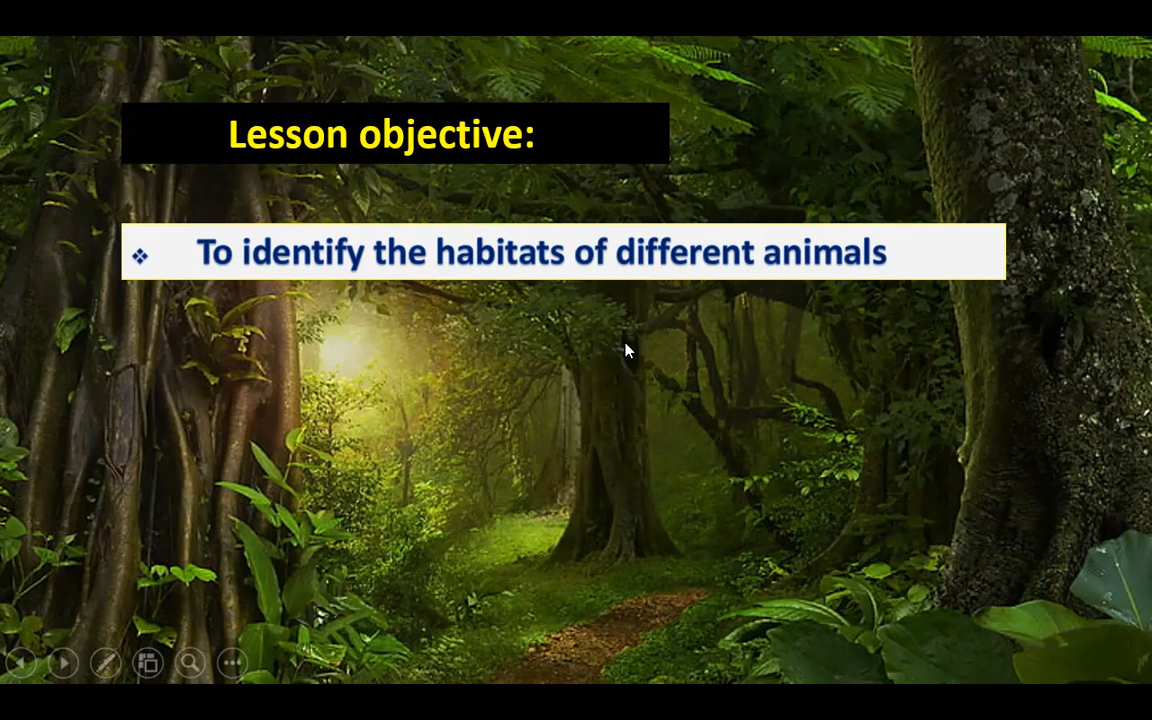 Lesson objective:
❖ To identify the habitats of different animals